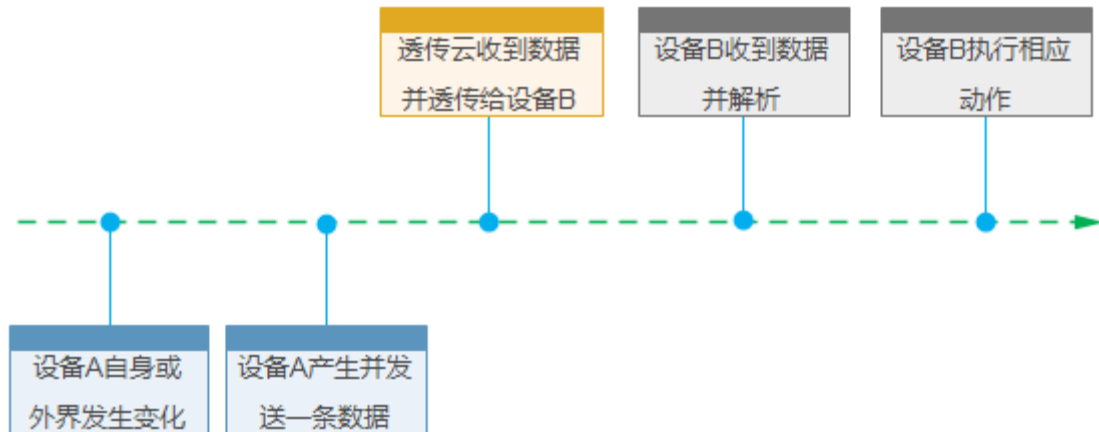 透传云收到数据
并透传给设备B
设备B收到数据
并解析
设备B执行相应
动作
设备A自身或
外界发生变化
设备A产生并发
送一条数据